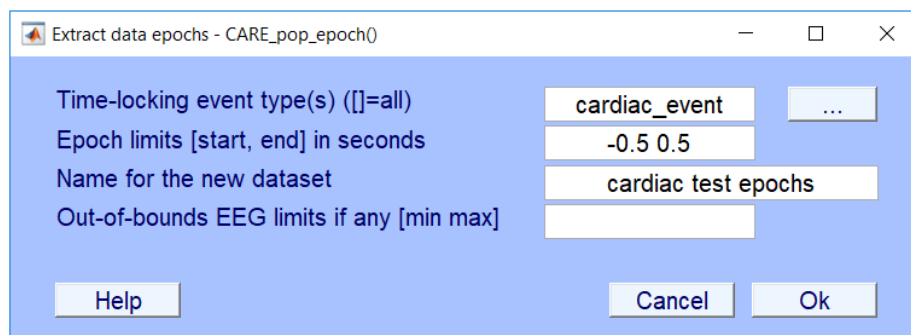 Extract data epochs - CARE_pop_epoch()
Time-locking event type(s) ([]=all)
cardiac_event
...
Epoch limits [start, end] in seconds
-0.5 0.5
Name for the new dataset
cardiac test epochs
Out-of-bounds EEG limits if any [min max]
Help
Cancel
Ok